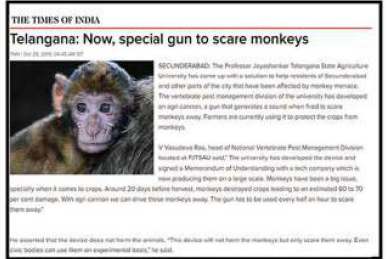 THE TIMES OF INDIA
Telangana: Now, special gun to scare monkeys
SECUNDERABAD: The Professor Jayashankar Telangana State Agriculture
University has come up with a solution to help residents of Secunderabad
and other parts of the city that have been affected by monkey menace.
The vertebrate pest management division of the university has developed
an agri cannon, a gun that generates a sound when fired to scare
monkeys away. Farmers are currently using it to protect the crops from
monkeys.
V Vasudeva Rao, head of National Vertebrate Pest Management Division
located at PJTSAU said," The university has developed the device and
signed a Memorandum of Understanding with a tech company which is
now producing them on a large scale. Monkeys have been a big issue,
specially when it comes to crops. Around 20 days before harvest, monkeys destroyed crops leading to an estimated 60 to 70
per cent damage. With agri cannon we can drive these monkeys away. The gun has to be used every half an hour to scare
them away."
He asserted that the device does not harm the animals. "This device will not harm the monkeys but only scare them away. Even
civic bodies can use them on an experimental basis," he said.